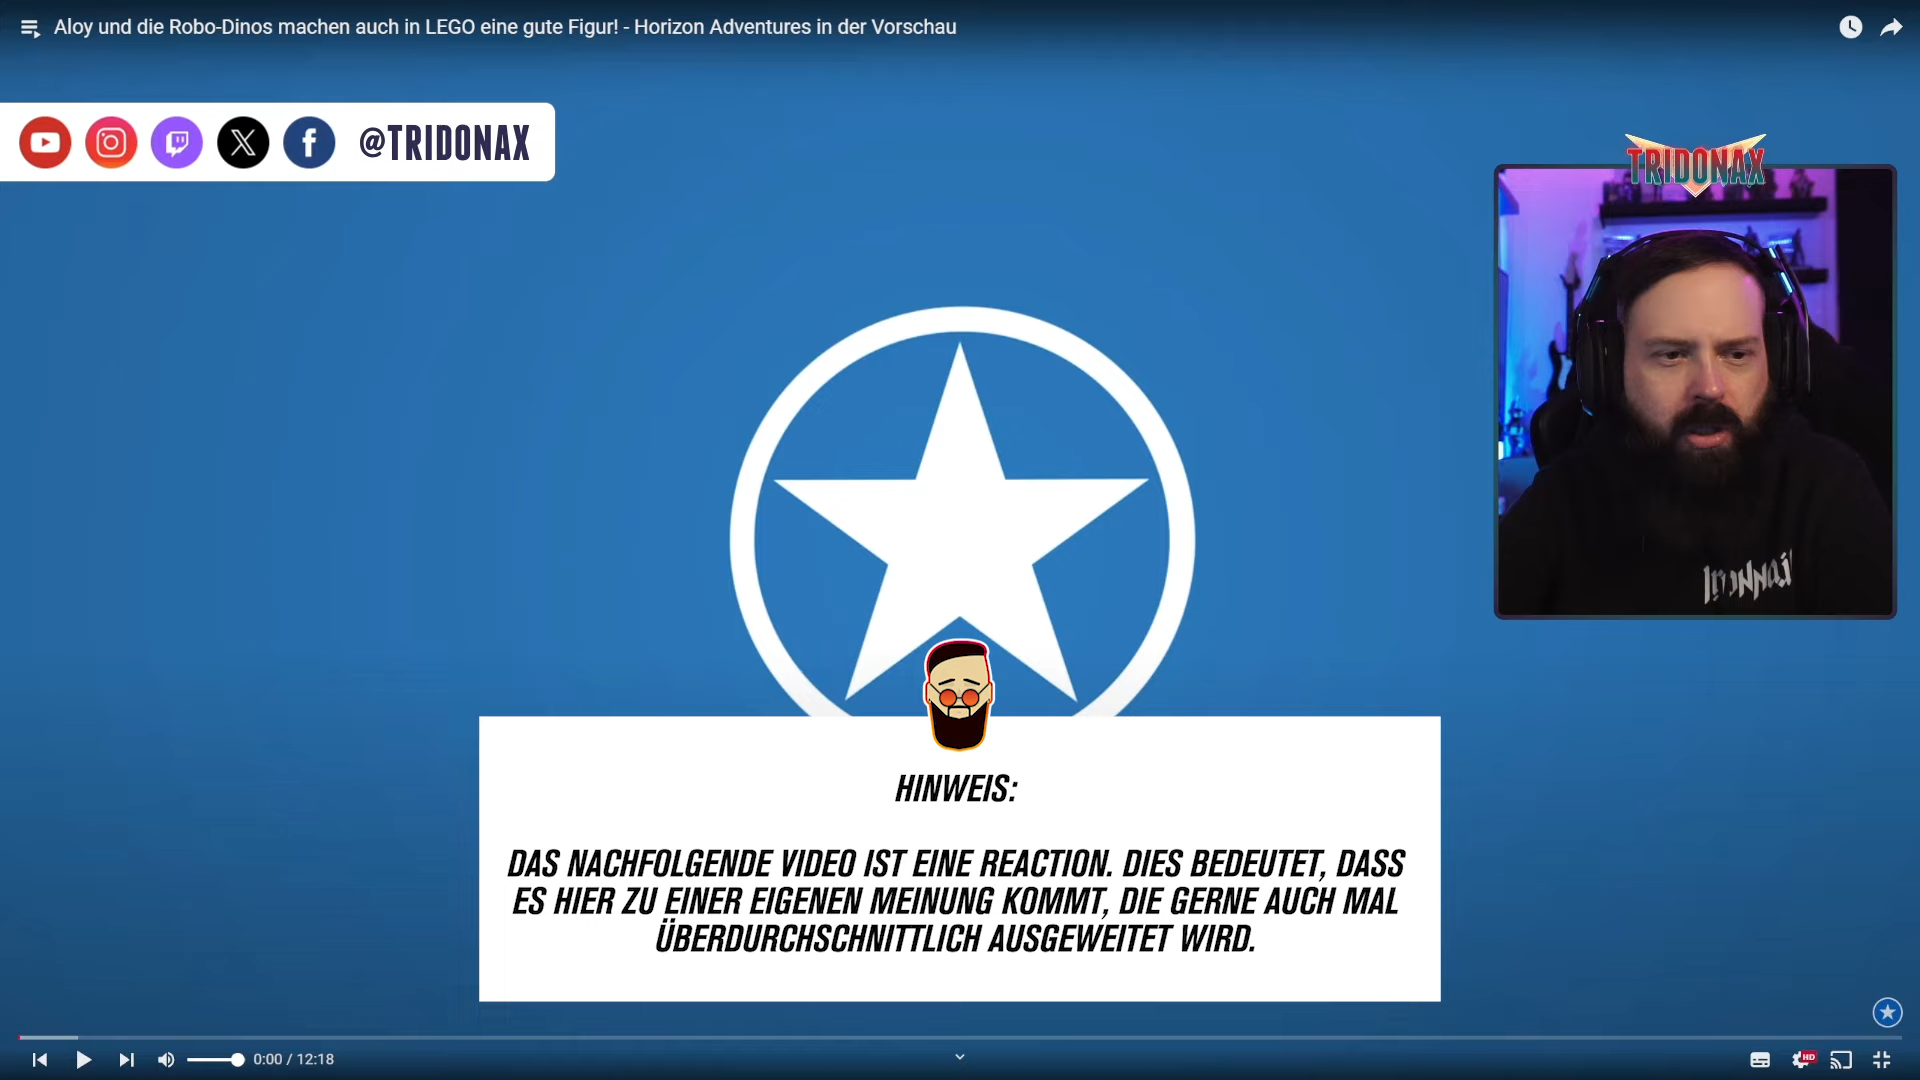 Aloy und die Robo-Dinos machen auch in LEGO eine gute Figur! - Horizon Adventures in der Vorschau
@TRIDONAX
TRIDONAX
HINWEIS:
DAS NACHFOLGENDE VIDEO IST EINE REACTION. DIES BEDEUTET, DASS
ES HIER ZU EINER EIGENEN MEINUNG KOMMT, DIE GERNE AUCH MAL
ÜBERDURCHSCHNITTLICH AUSGEWEITET WIRD.
0:00 / 12:18
HD